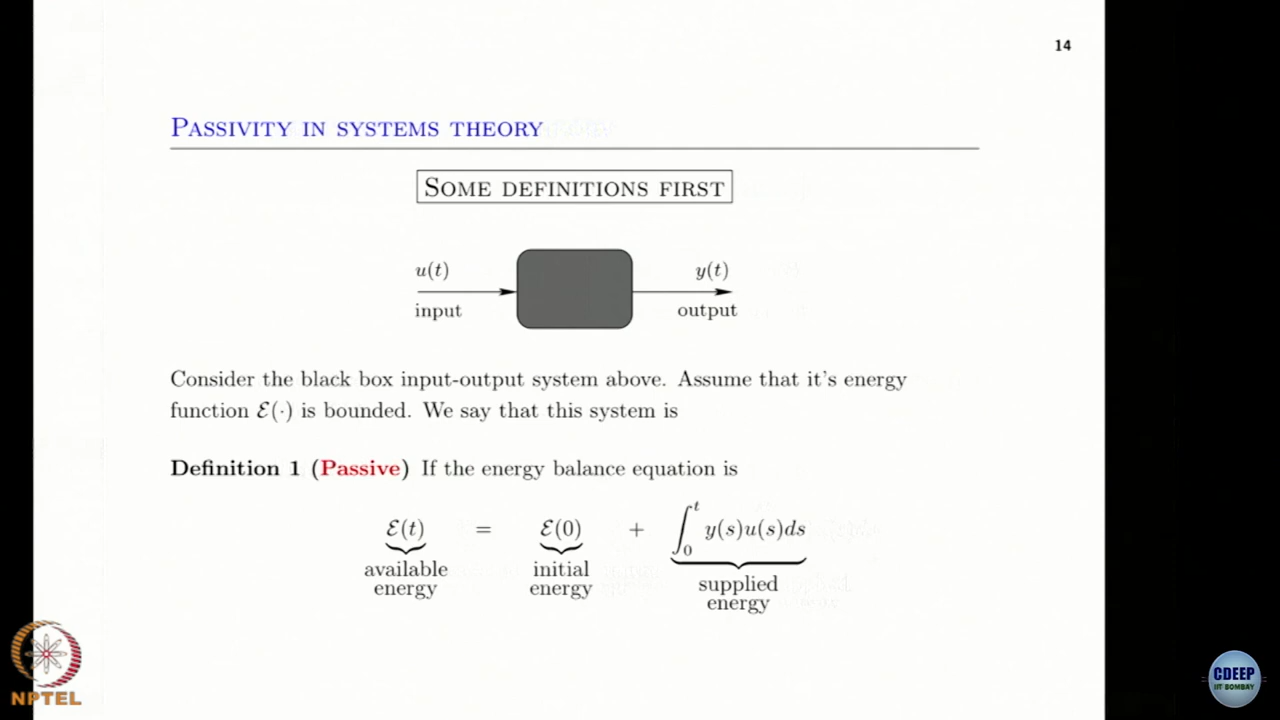 14
PASSIVITY IN SYSTEMS THEORY
SOME DEFINITIONS FIRST
u(t)
input
y(t)
output
Consider the black box input-output system above. Assume that it's energy
function ℰ(·) is bounded. We say that this system is
Definition 1 (Passive) If the energy balance equation is
ℰ(t) = ℰ(0) + ∫₀ᵗ y(s)u(s)ds
available energy
initial energy
supplied energy
NPTEL
CDEEP
IIT BOMBAY